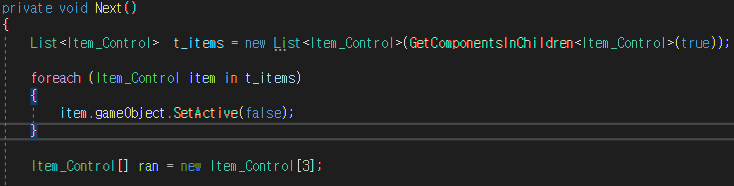 private void Next()
{
List<Item_Control> t_items = new List<Item_Control>(GetComponentsInChildren<Item_Control>(true));
foreach (Item_Control item in t_items)
{
item.gameObject.SetActive(false);
}
Item_Control[] ran = new Item_Control[3];